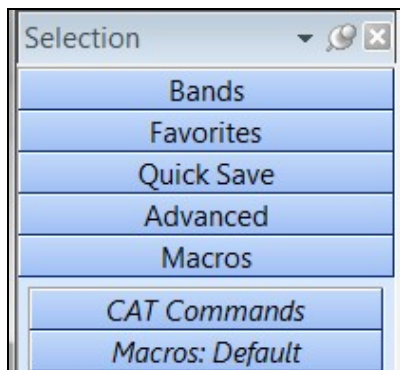 Selection
Bands
Favorites
Quick Save
Advanced
Macros
CAT Commands
Macros: Default